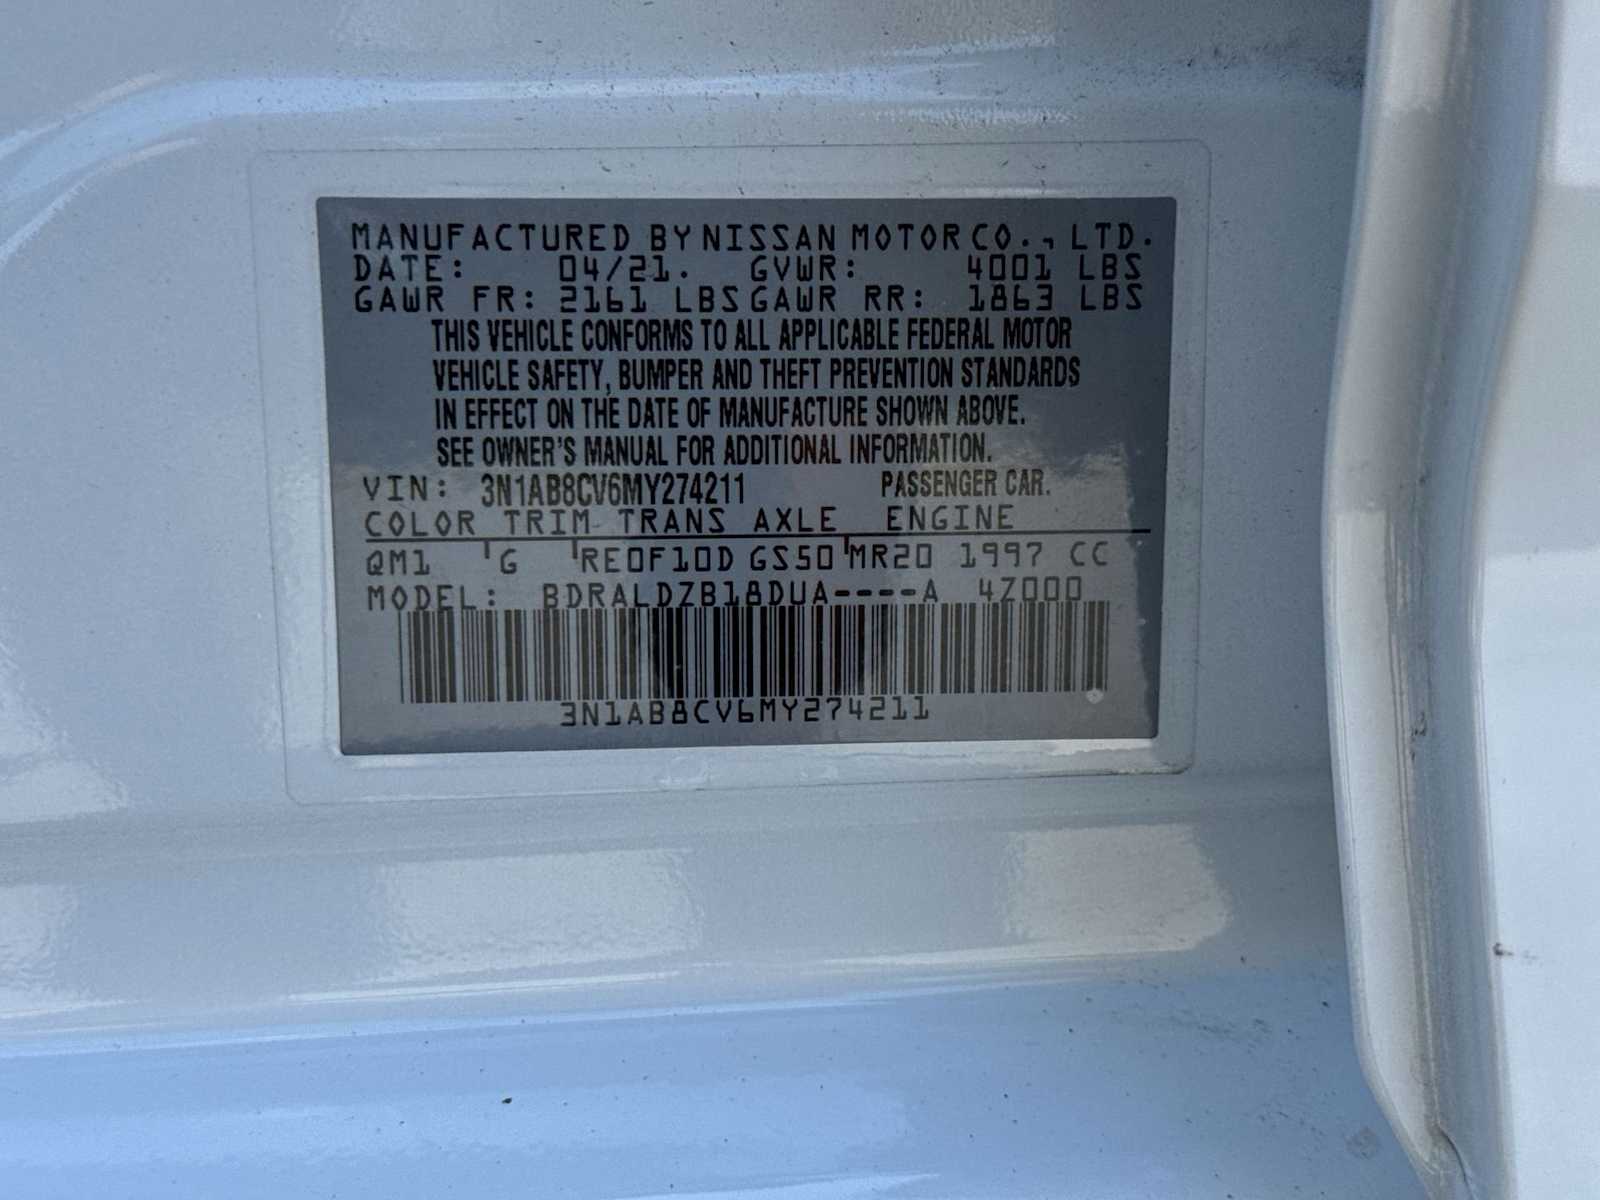 MANUFACTURED BY NISSAN MOTOR CO., LTD.
DATE: 04/21. GVWR: 4001 LBS
GAWR FR: 2161 LBS GAWR RR: 1863 LBS
THIS VEHICLE CONFORMS TO ALL APPLICABLE FEDERAL MOTOR
VEHICLE SAFETY, BUMPER AND THEFT PREVENTION STANDARDS
IN EFFECT ON THE DATE OF MANUFACTURE SHOWN ABOVE.
SEE OWNER'S MANUAL FOR ADDITIONAL INFORMATION.
VIN: 3N1AB8CV6MY274211 PASSENGER CAR.
COLOR TRIM TRANS AXLE ENGINE
QM1 G RE0F10D GS50 MR20 1997 CC
MODEL: BDRALDZB18DUA----A 4Z000
3N1AB8CV6MY274211